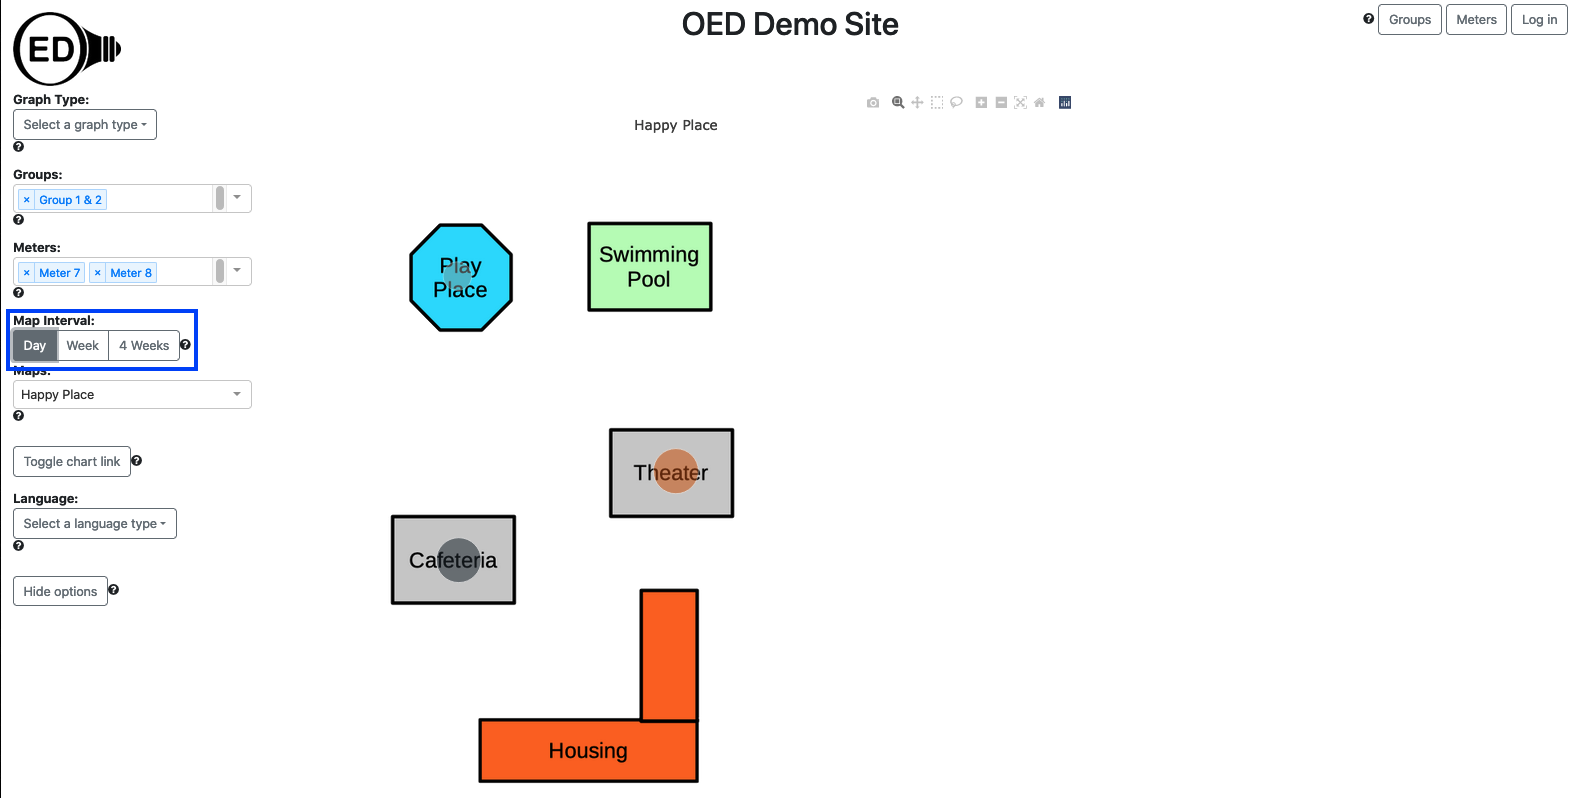 OED Demo Site
Groups
Meters
Log in
ED
Graph Type:
Select a graph type
Groups:
× Group 1 & 2
Meters:
× Meter 7 × Meter 8
Map Interval:
Day Week 4 Weeks
Maps:
Happy Place
Toggle chart link
Language:
Select a language type
Hide options
Happy Place
Play
Place
Swimming
Pool
Theater
Cafeteria
Housing